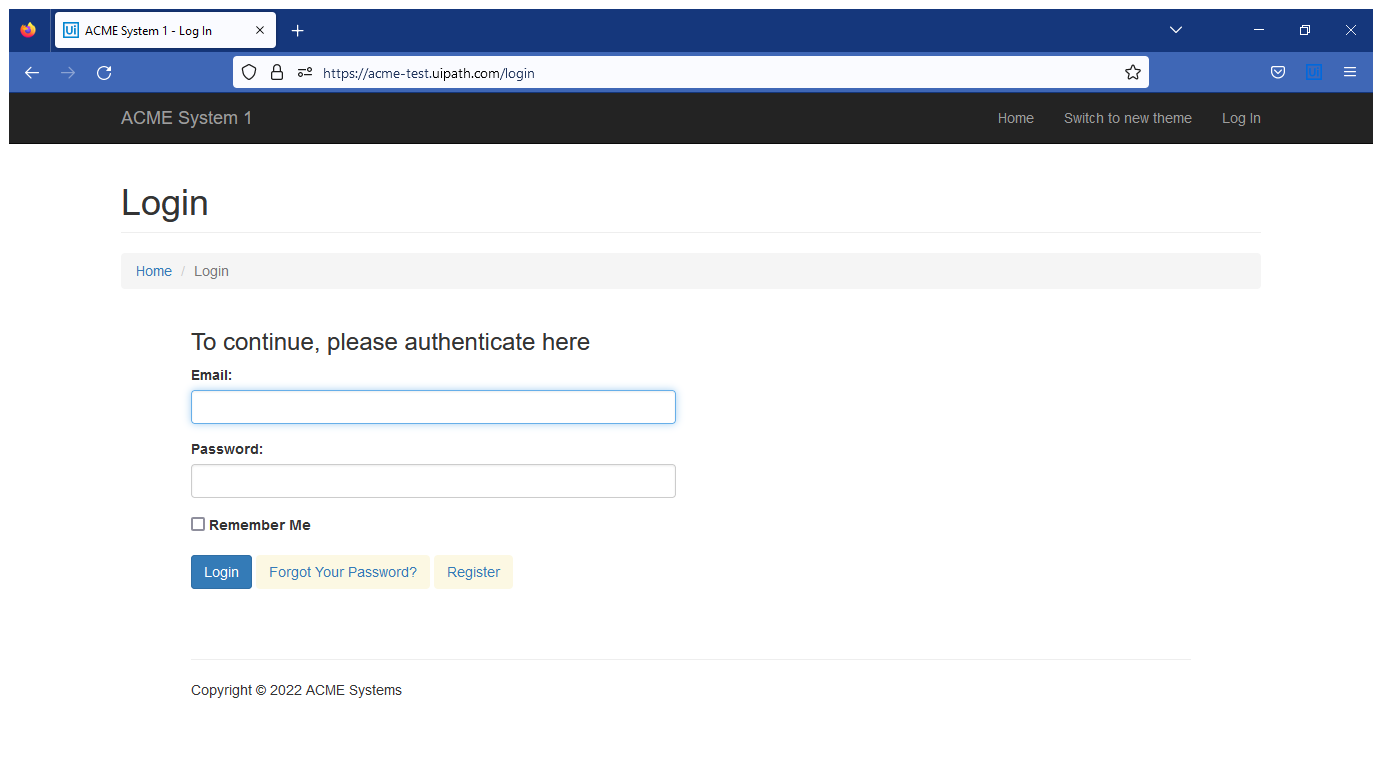 Ui ACME System 1 - Log In
https://acme-test.uipath.com/login
Ui
ACME System 1 Home Switch to new theme Log In
Login
Home / Login
To continue, please authenticate here
Email:
Password:
Remember Me
Login Forgot Your Password? Register
Copyright © 2022 ACME Systems